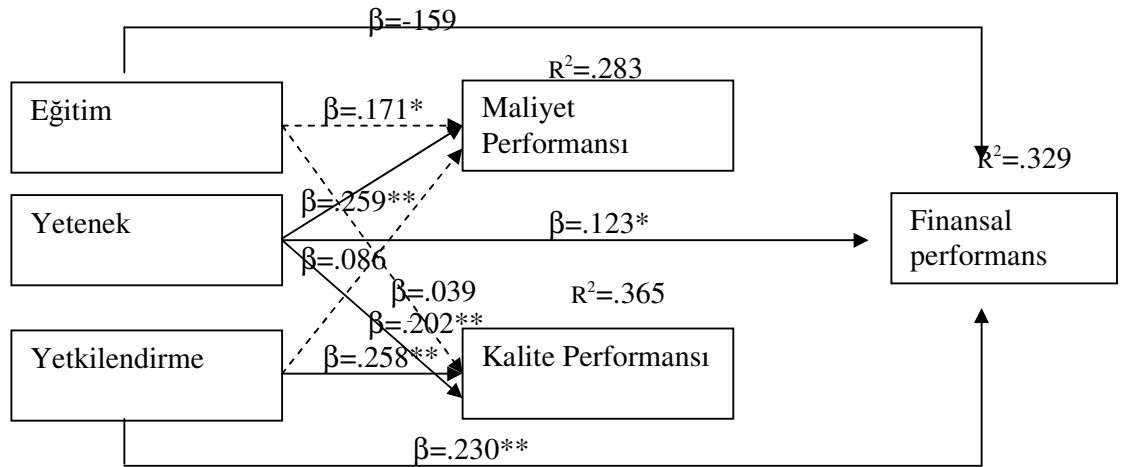 β=-159
R²=.283
Eğitim
β=.171*
Maliyet
Performansı
R²=.329
β=.259**
Yetenek
β=.123*
Finansal
performans
β=.086
β=.039
R²=.365
β=.202**
Yetkilendirme
β=.258**
Kalite Performansı
β=.230**